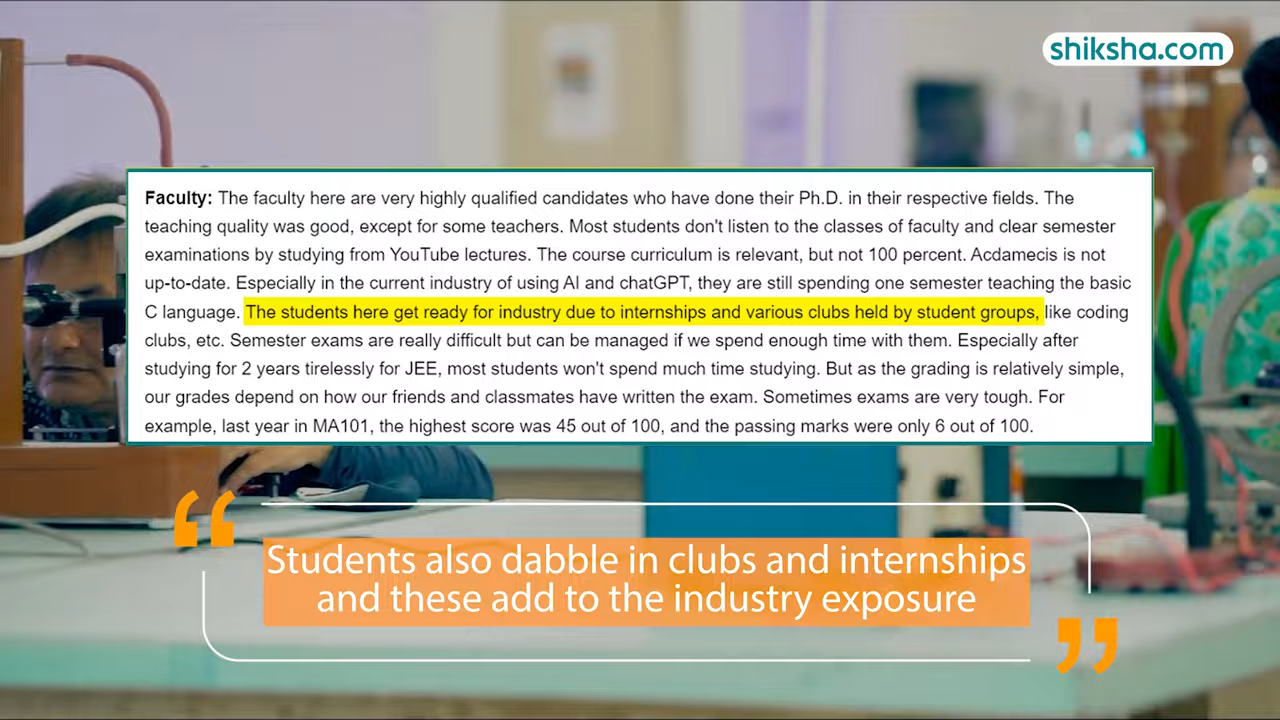 shiksha.com
Faculty: The faculty here are very highly qualified candidates who have done their Ph.D. in their respective fields. The
teaching quality was good, except for some teachers. Most students don't listen to the classes of faculty and clear semester
examinations by studying from YouTube lectures. The course curriculum is relevant, but not 100 percent. Acdamecis is not
up-to-date. Especially in the current industry of using AI and chatGPT, they are still spending one semester teaching the basic
C language. The students here get ready for industry due to internships and various clubs held by student groups, like coding
clubs, etc. Semester exams are really difficult but can be managed if we spend enough time with them. Especially after
studying for 2 years tirelessly for JEE, most students won't spend much time studying. But as the grading is relatively simple,
our grades depend on how our friends and classmates have written the exam. Sometimes exams are very tough. For
example, last year in MA101, the highest score was 45 out of 100, and the passing marks were only 6 out of 100.
“
Students also dabble in clubs and internships
and these add to the industry exposure
”